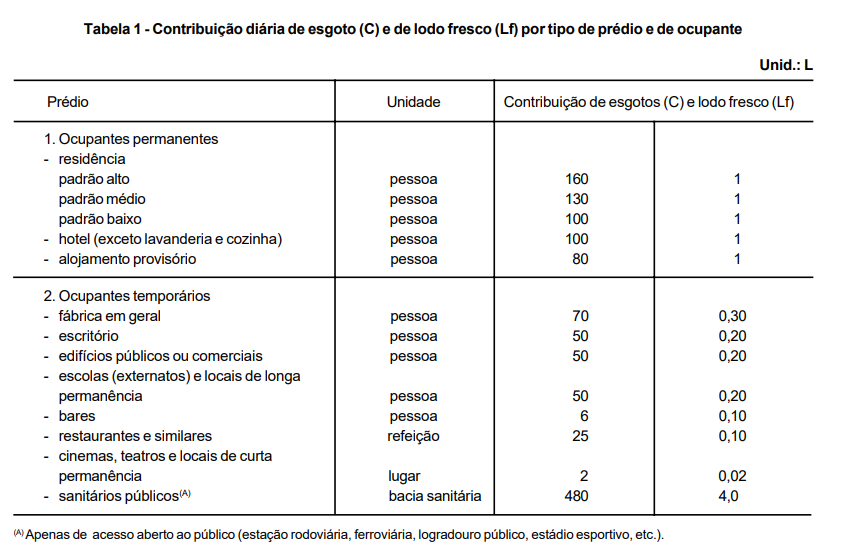 Tabela 1 - Contribuição diária de esgoto (C) e de lodo fresco (Lf) por tipo de prédio e de ocupante
Unid.: L
Prédio Unidade Contribuição de esgotos (C) e lodo fresco (Lf)
1. Ocupantes permanentes
- residência
padrão alto pessoa 160 1
padrão médio pessoa 130 1
padrão baixo pessoa 100 1
- hotel (exceto lavanderia e cozinha) pessoa 100 1
- alojamento provisório pessoa 80 1
2. Ocupantes temporários
- fábrica em geral pessoa 70 0,30
- escritório pessoa 50 0,20
- edifícios públicos ou comerciais pessoa 50 0,20
- escolas (externatos) e locais de longa
permanência pessoa 50 0,20
- bares pessoa 6 0,10
- restaurantes e similares refeição 25 0,10
- cinemas, teatros e locais de curta
permanência lugar 2 0,02
- sanitários públicos(A) bacia sanitária 480 4,0
(A) Apenas de acesso aberto ao público (estação rodoviária, ferroviária, logradouro público, estádio esportivo, etc.).